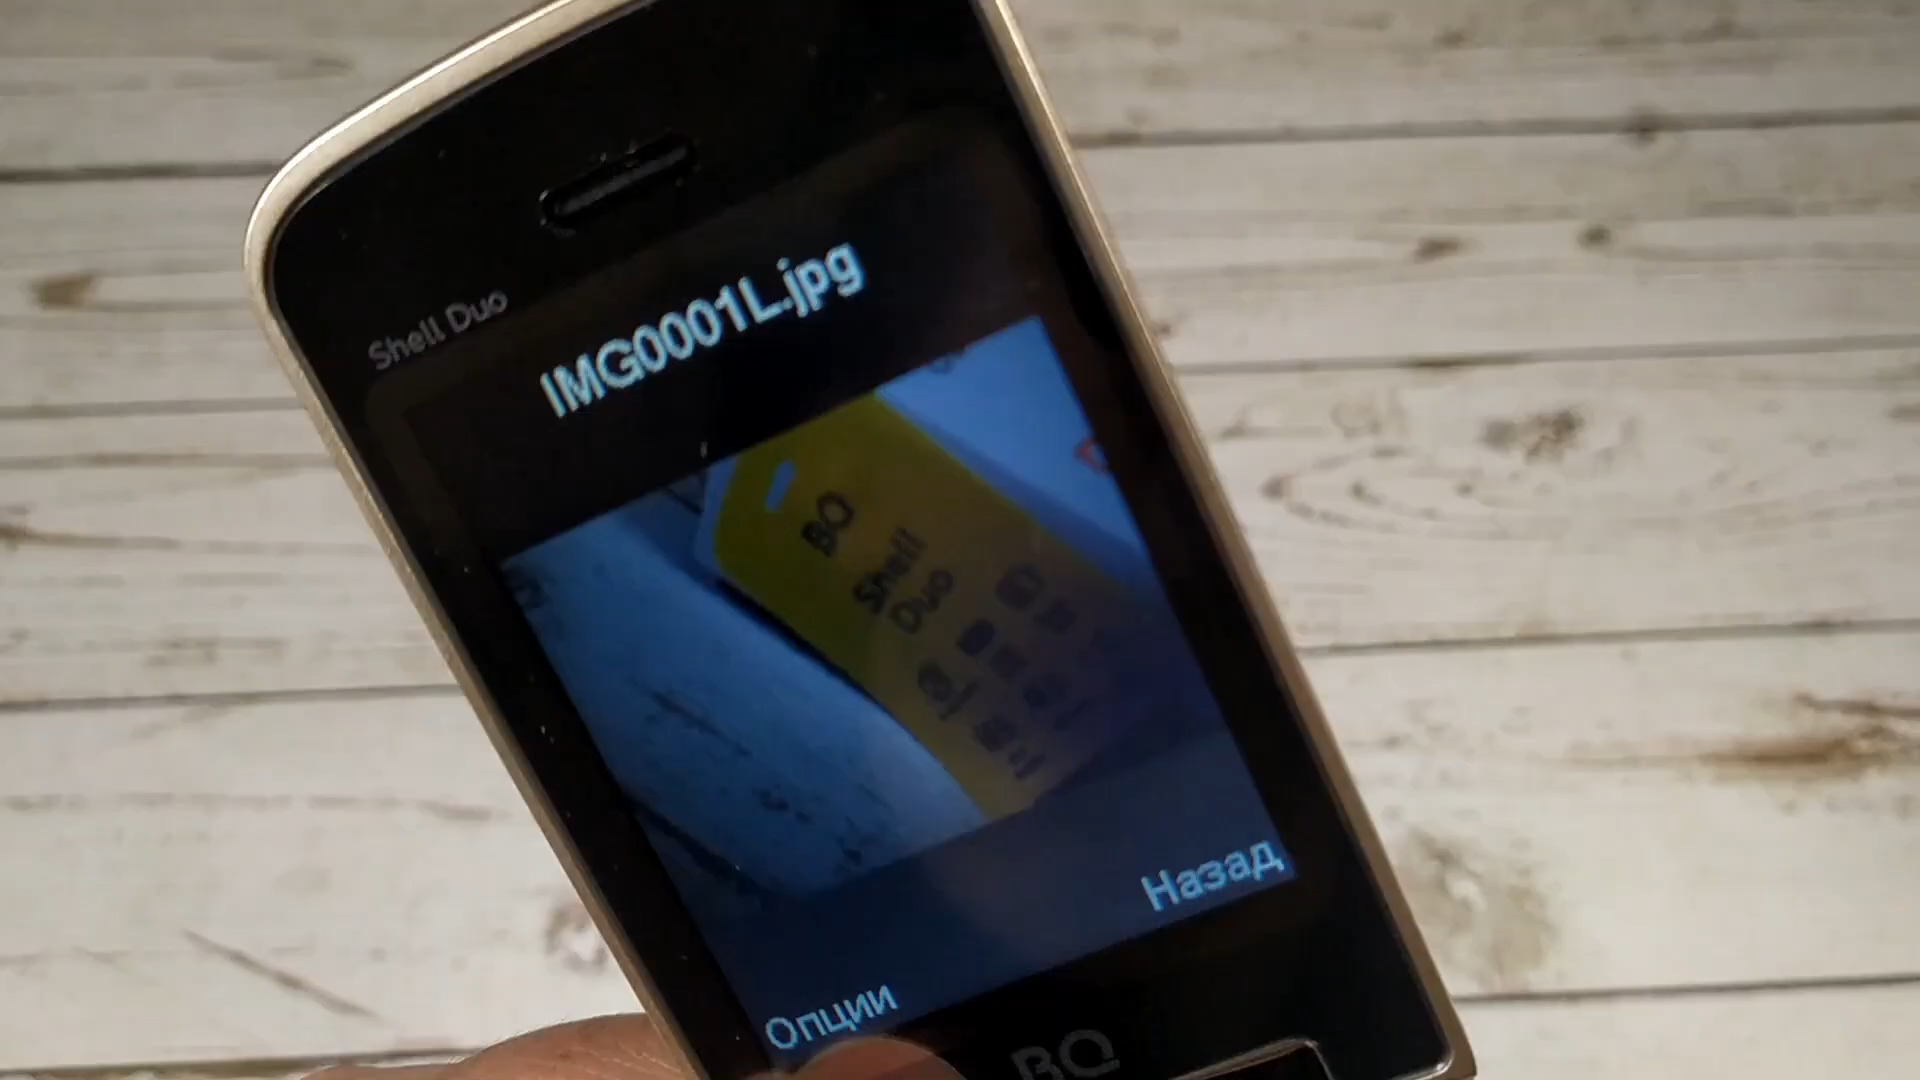 Shell Duo
IMG0001L.jpg
BQ
Shell
Duo
Назад
Опции
BQ